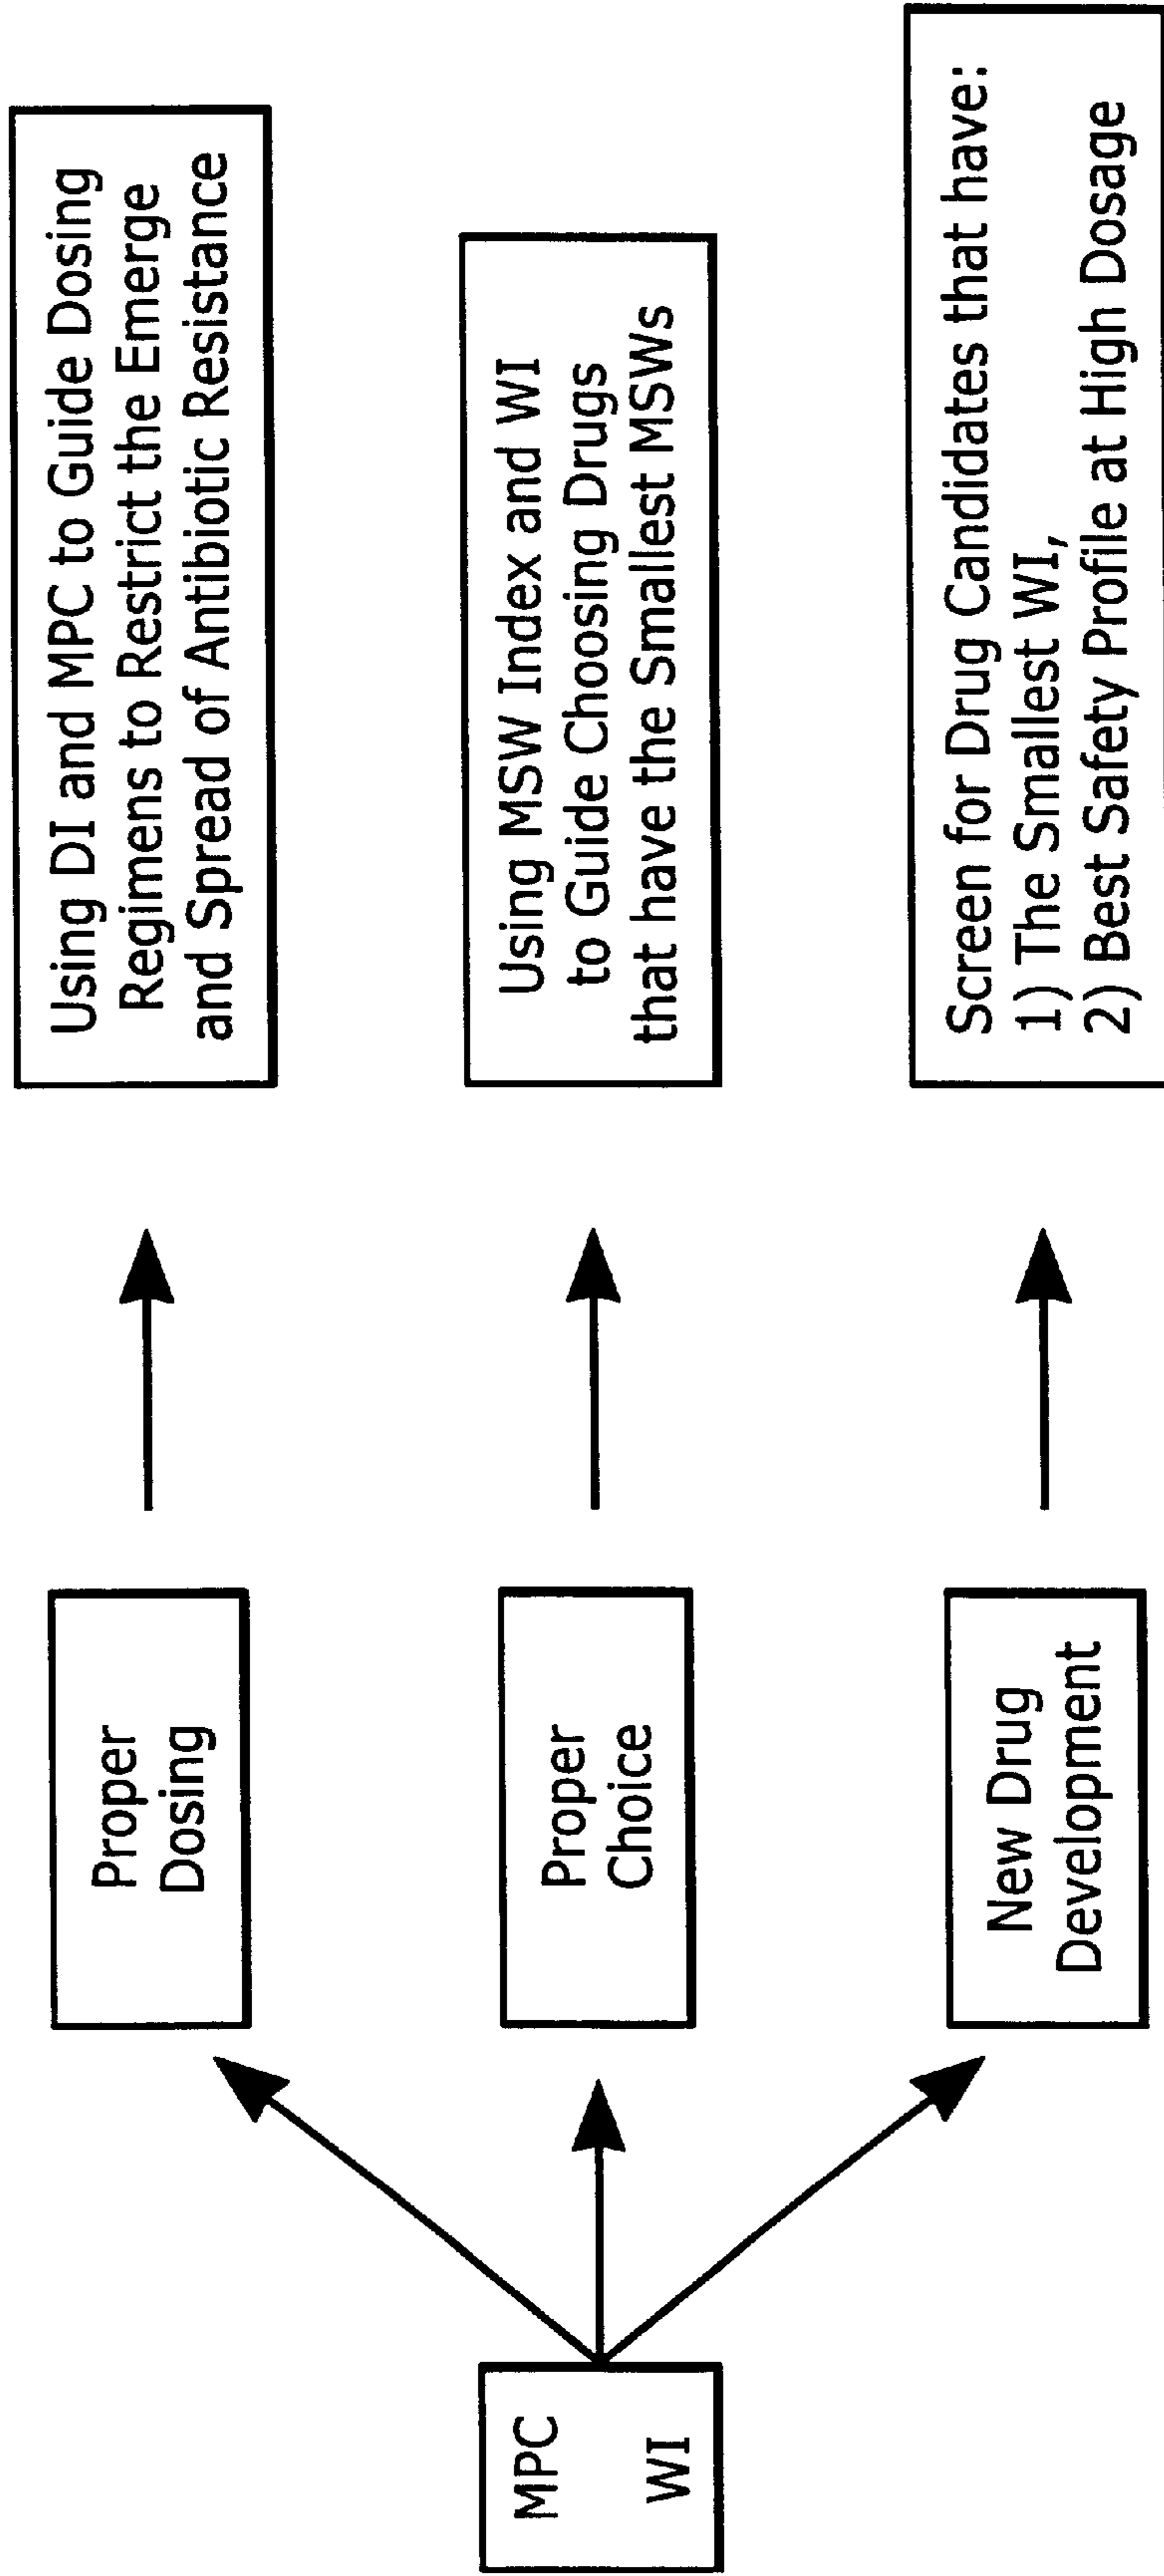 MPC
WI
Proper
Dosing
Using DI and MPC to Guide Dosing
Regimens to Restrict the Emerge
and Spread of Antibiotic Resistance
Proper
Choice
Using MSW Index and WI
to Guide Choosing Drugs
that have the Smallest MSWs
New Drug
Development
Screen for Drug Candidates that have:
1) The Smallest WI,
2) Best Safety Profile at High Dosage